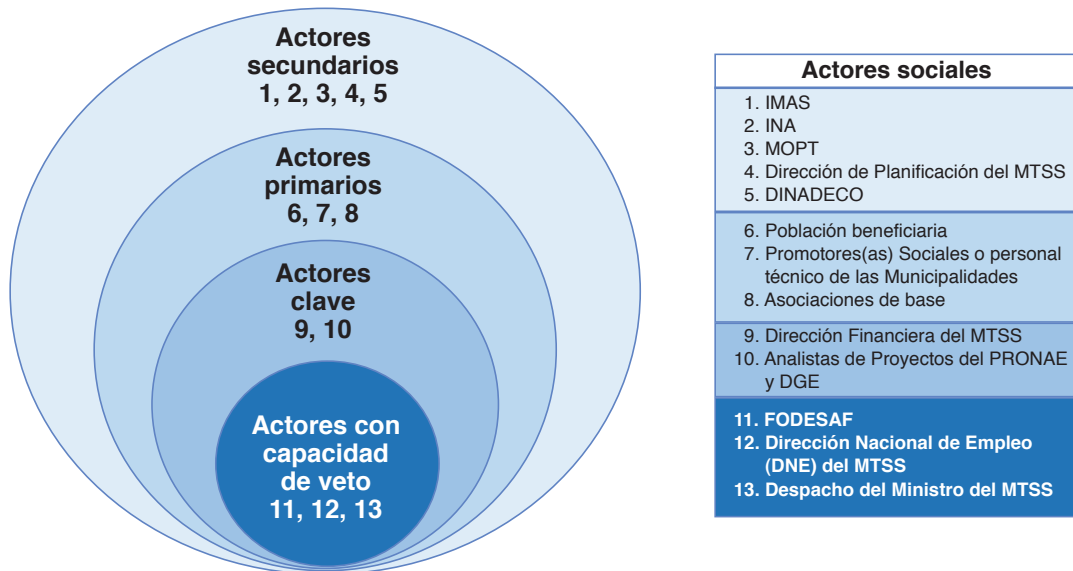 Actores
secundarios
1, 2, 3, 4, 5
Actores
primarios
6, 7, 8
Actores
clave
9, 10
Actores con
capacidad
de veto
11, 12, 13
Actores sociales
1. IMAS
2. INA
3. MOPT
4. Dirección de Planificación del MTSS
5. DINADECO
6. Población beneficiaria
7. Promotores(as) Sociales o personal
técnico de las Municipalidades
8. Asociaciones de base
9. Dirección Financiera del MTSS
10. Analistas de Proyectos del PRONAE
y DGE
11. FODESAF
12. Dirección Nacional de Empleo
(DNE) del MTSS
13. Despacho del Ministro del MTSS